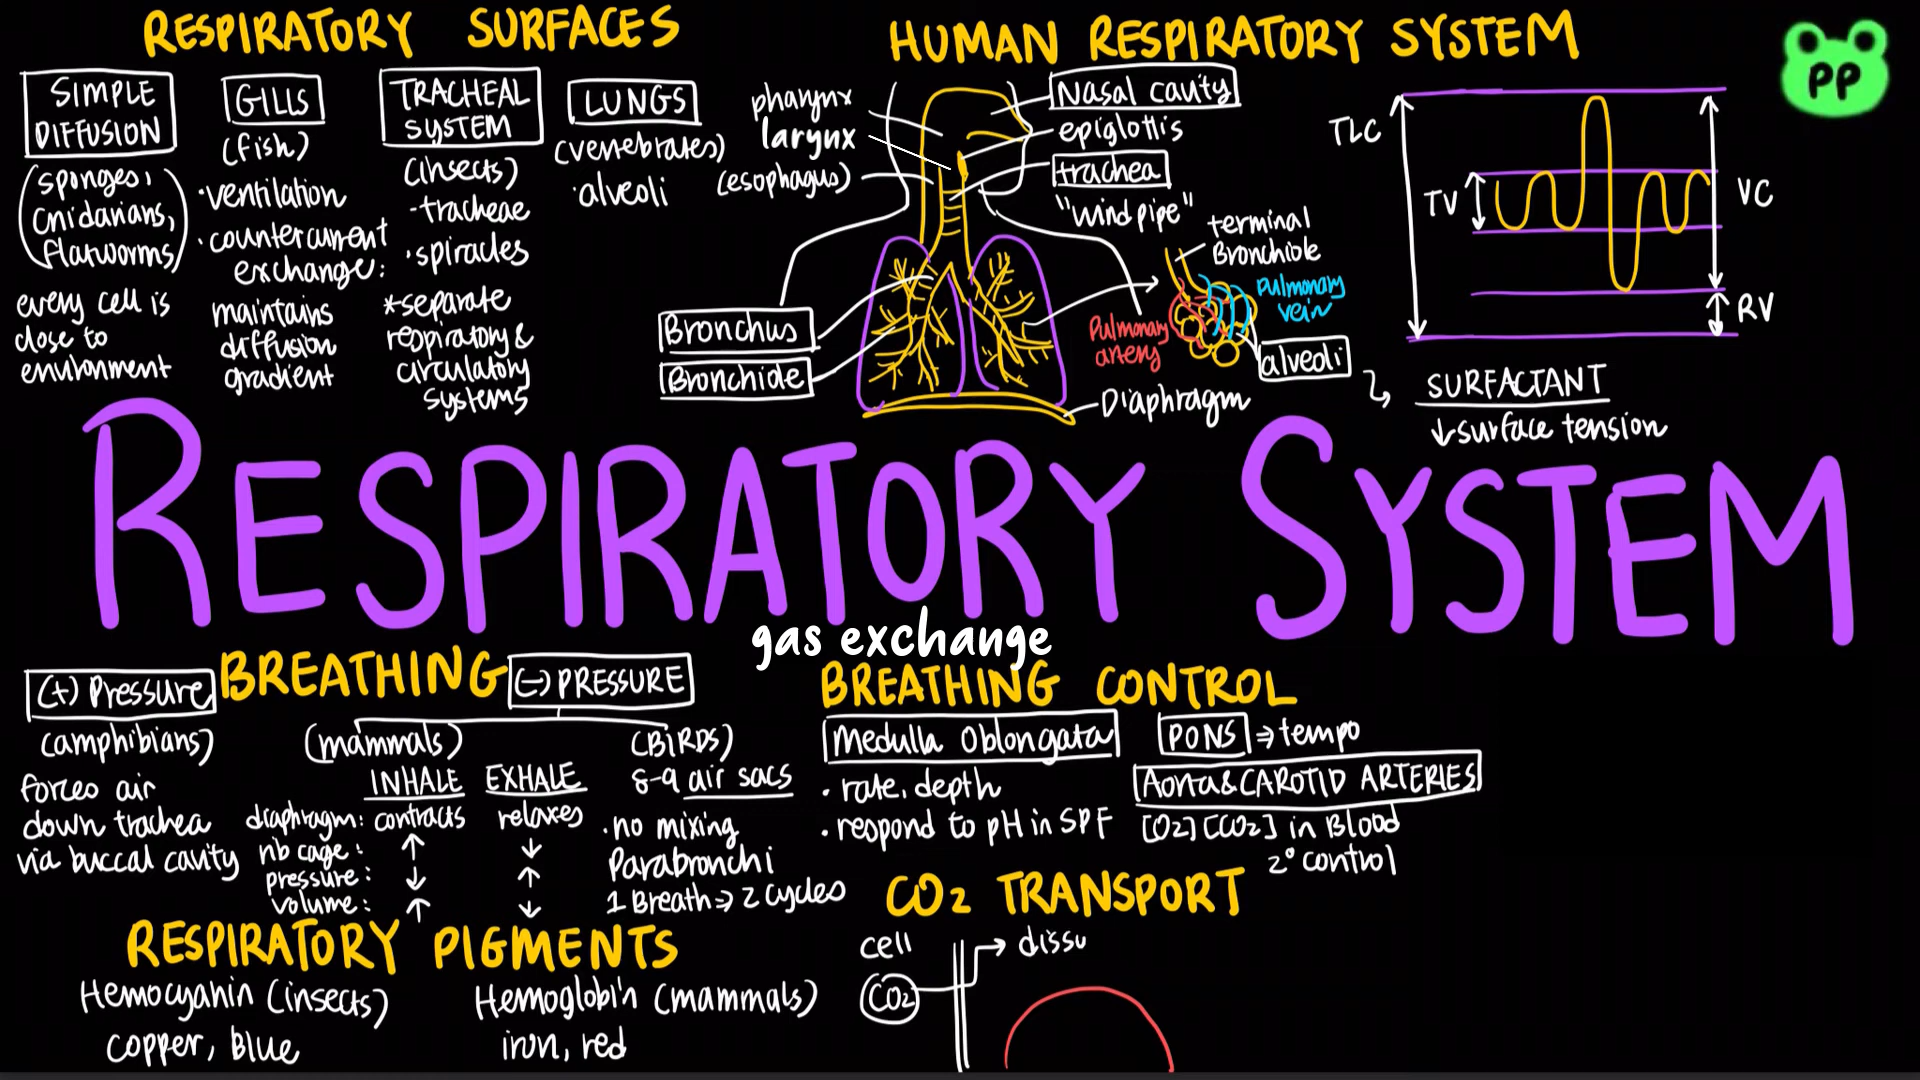 RESPIRATORY SURFACES
SIMPLE
DIFFUSION
(sponges,
cnidarians,
flatworms)
every cell is
close to
environment
GILLS
(fish)
·ventilation
·countercurrent
exchange:
maintains
diffusion
gradient
TRACHEAL
SYSTEM
(insects)
-tracheae
·spiracles
*separate
respiratory &
circulatory
systems
LUNGS
(vertebrates)
·alveoli
HUMAN RESPIRATORY SYSTEM
PP
pharynx
larynx
(esophagus)
Nasal cavity
epiglottis
trachea
"windpipe"
terminal
Bronchiole
Pulmonary
vein
Pulmonary
artery
alveoli
Bronchus
Bronchiole
Diaphragm
TLC
TV
VC
RV
SURFACTANT
↓surface tension
RESPIRATORY SYSTEM
gas exchange
BREATHING
(+) Pressure
(amphibians)
forces air
down trachea
via buccal cavity
(-) PRESSURE
(mammals)
INHALE EXHALE
diaphragm: contracts relaxes
rib cage: ↑ ↓
pressure: ↓ ↑
volume: ↑ ↓
(BIRDS)
8-9 air sacs
·no mixing
Parabronchi
1 Breath ⇒ 2 cycles
BREATHING CONTROL
Medulla Oblongata
· rate, depth
· respond to pH in SPF
PONS ⇒ tempo
Aorta & CAROTID ARTERIES
[O2] [CO2] in Blood
2° control
RESPIRATORY PIGMENTS
Hemocyanin (insects)
copper, blue
Hemoglobin (mammals)
iron, red
CO2 TRANSPORT
cell
CO2
→ dissu